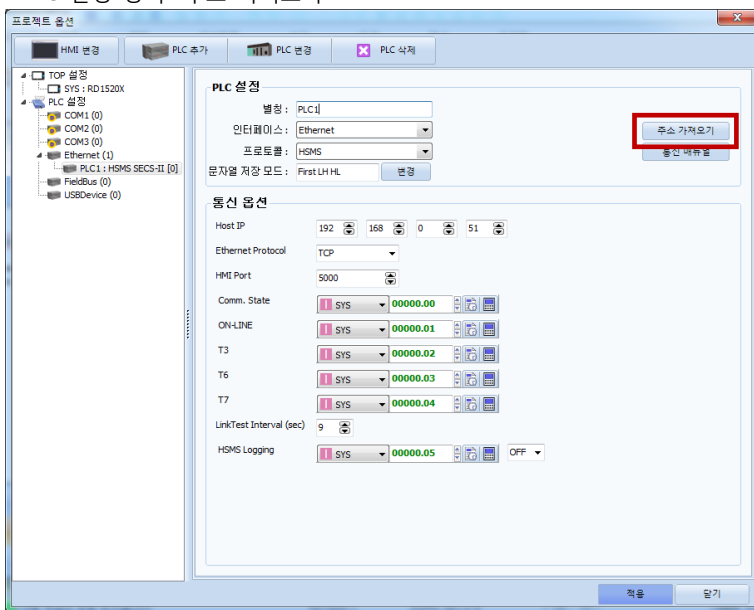 프로젝트 옵션
HMI 변경 PLC 추가 PLC 변경 PLC 삭제
TOP 설정
SYS : RD1520X
PLC 설정
COM1 (0)
COM2 (0)
COM3 (0)
Ethernet (1)
PLC1 : HSMS SECS-II [0]
FieldBus (0)
USBDevice (0)
PLC 설정
별칭 : PLC1
인터페이스 : Ethernet
주소 가져오기
프로토콜 : HSMS
통신 매뉴얼
문자열 저장 모드 : First LH HL 변경
통신 옵션
Host IP 192 168 0 51
Ethernet Protocol TCP
HMI Port 5000
Comm. State SYS 00000.00
ON-LINE SYS 00000.01
T3 SYS 00000.02
T6 SYS 00000.03
T7 SYS 00000.04
LinkTest Interval (sec) 9
HSMS Logging SYS 00000.05 OFF
적용 닫기